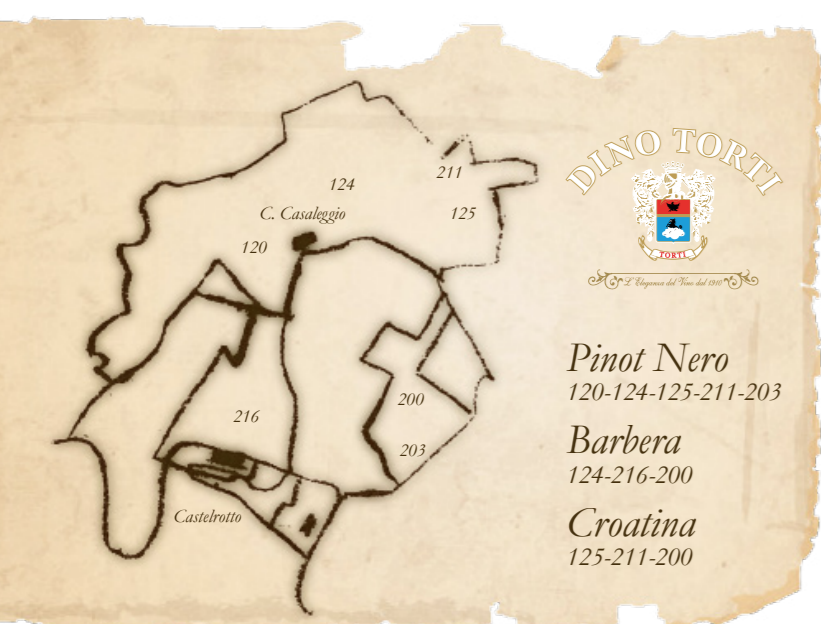 DINO TORTI
TORTI
L'Eleganza del Vino dal 1910
211
124
C. Casaleggio
125
120
200
216
203
Castelrotto
Pinot Nero
120-124-125-211-203
Barbera
124-216-200
Croatina
125-211-200